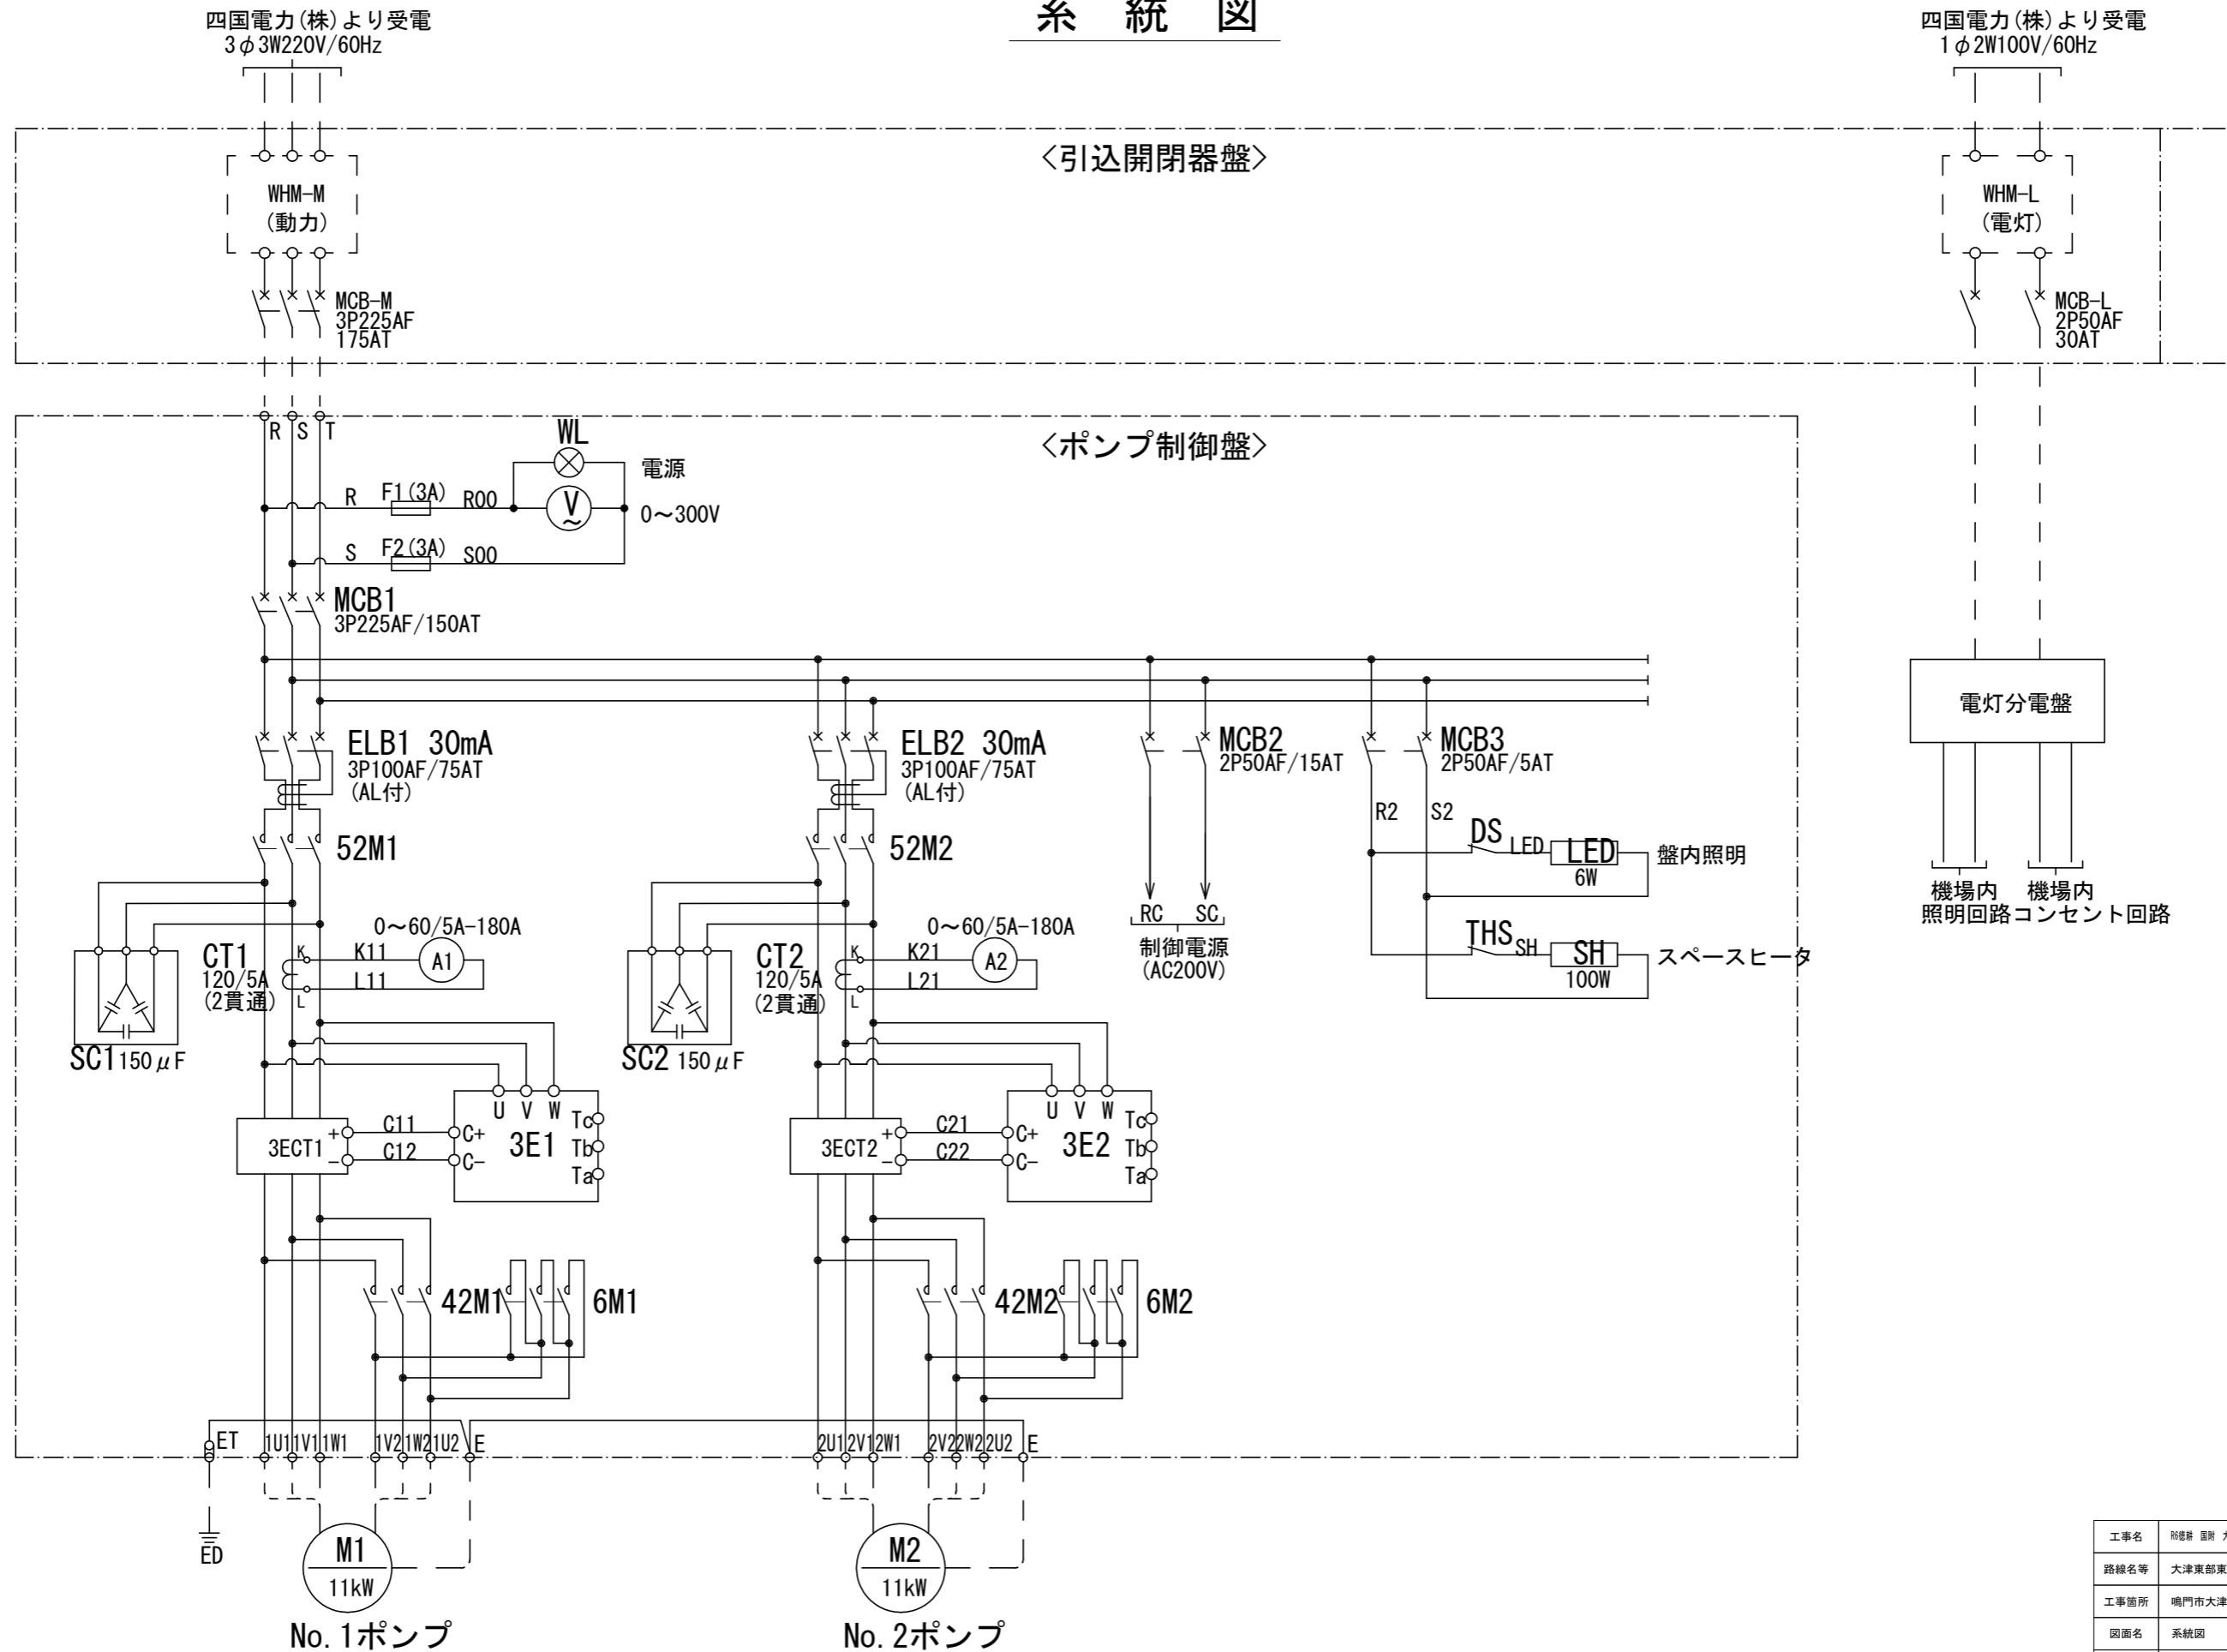 系 統 図
四国電力(株)より受電
3φ3W220V/60Hz
四国電力(株)より受電
1φ2W100V/60Hz
<引込開閉器盤>
WHM-M
(動力)
WHM-L
(電灯)
MCB-M
3P225AF
175AT
MCB-L
2P50AF
30AT
R S T
<ポンプ制御盤>
WL
電源
R F1(3A) R00
V
~
0~300V
S F2(3A) S00
MCB1
3P225AF/150AT
電灯分電盤
ELB1 30mA
3P100AF/75AT
(AL付)
ELB2 30mA
3P100AF/75AT
(AL付)
MCB2
2P50AF/15AT
MCB3
2P50AF/5AT
R2 S2
52M1
52M2
DS LED LED 盤内照明
6W
機場内
照明回路
機場内
コンセント回路
RC SC
制御電源
(AC200V)
THS SH SH スペースヒータ
100W
0~60/5A-180A
CT1
120/5A
(2貫通)
K K11 A1
L L11
SC1 150μF
0~60/5A-180A
CT2
120/5A
(2貫通)
K K21 A2
L L21
SC2 150μF
U V W
3ECT1
+ C11 C+
- C12 C-
3E1
Tc
Tb
Ta
U V W
3ECT2
+ C21 C+
- C22 C-
3E2
Tc
Tb
Ta
42M1 6M1
42M2 6M2
ET 1U1 1V1 1W1 1V2 1W2 1U2 E
2U1 2V1 2W1 2V2 2W2 2U2 E
ED
M1
11kW
No.1ポンプ
M2
11kW
No.2ポンプ
工事名
路線名等 大津東部東
工事箇所 鳴門市大津
図面名 系統図